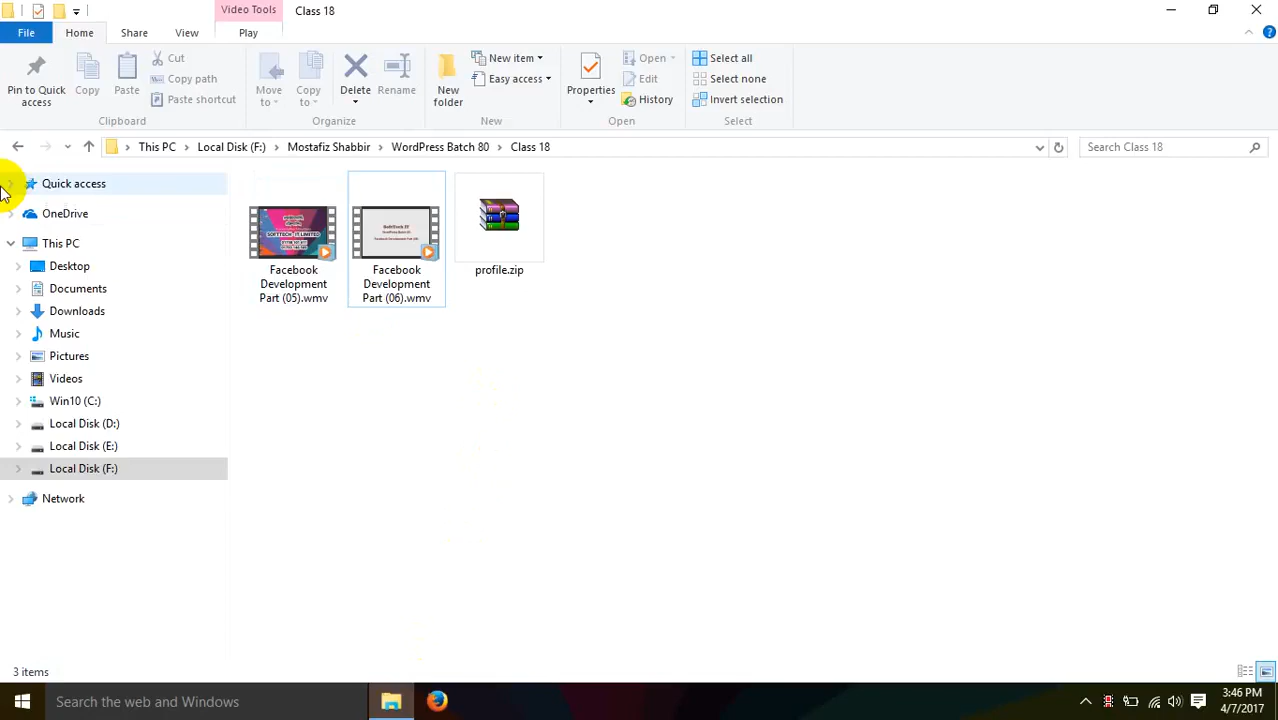 Video Tools
Class 18
File
Home
Share
View
Play
Pin to Quick
access
Copy
Paste
Cut
Copy path
Paste shortcut
Move
to
Copy
to
Delete
Rename
New
folder
New item
Easy access
Properties
Open
Edit
History
Select all
Select none
Invert selection
Clipboard
Organize
New
Open
Select
This PC
Local Disk (F:)
Mostafiz Shabbir
WordPress Batch 80
Class 18
Search Class 18
Quick access
OneDrive
This PC
Desktop
Documents
Downloads
Music
Pictures
Videos
Win10 (C:)
Local Disk (D:)
Local Disk (E:)
Local Disk (F:)
Network
SOFTTECH - IT LIMITED
SoftTech IT
Facebook
Development
Part (05).wmv
Facebook
Development
Part (06).wmv
profile.zip
3 items
Search the web and Windows
3:46 PM
4/7/2017